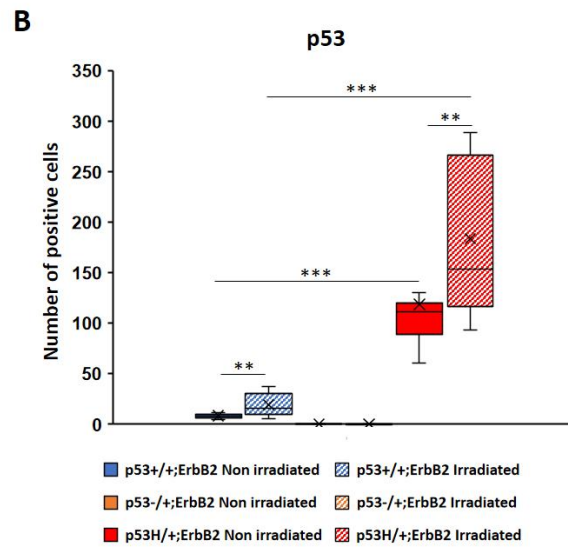 B
p53
Number of positive cells
350
300
250
200
150
100
50
0
***
**
***
**
p53+/+;ErbB2 Non irradiated
p53+/+;ErbB2 Irradiated
p53-/+;ErbB2 Non irradiated
p53-/+;ErbB2 Irradiated
p53H/+;ErbB2 Non irradiated
p53H/+;ErbB2 Irradiated